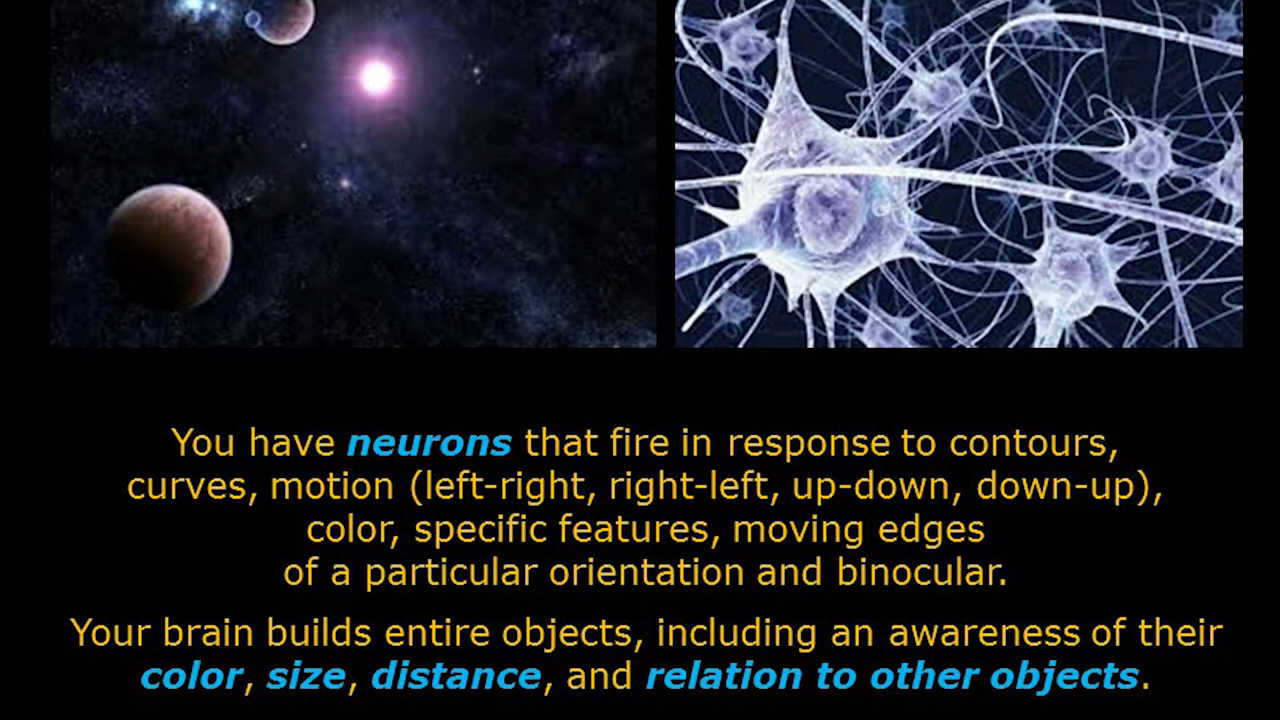 You have neurons that fire in response to contours,
curves, motion (left-right, right-left, up-down, down-up),
color, specific features, moving edges
of a particular orientation and binocular.
Your brain builds entire objects, including an awareness of their
color, size, distance, and relation to other objects.